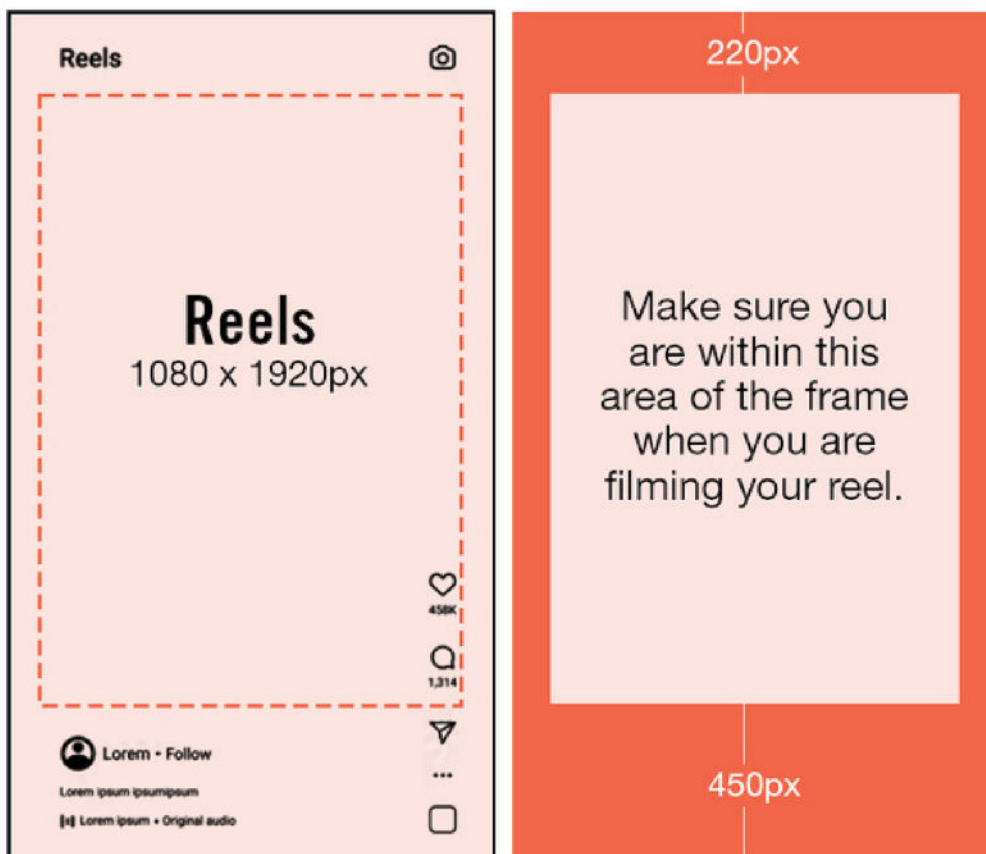 Reels
Reels
1080 x 1920px
458K
1,314
Lorem • Follow
Lorem ipsum ipsumipsum
Lorem ipsum • Original audio
220px
Make sure you
are within this
area of the frame
when you are
filming your reel.
450px